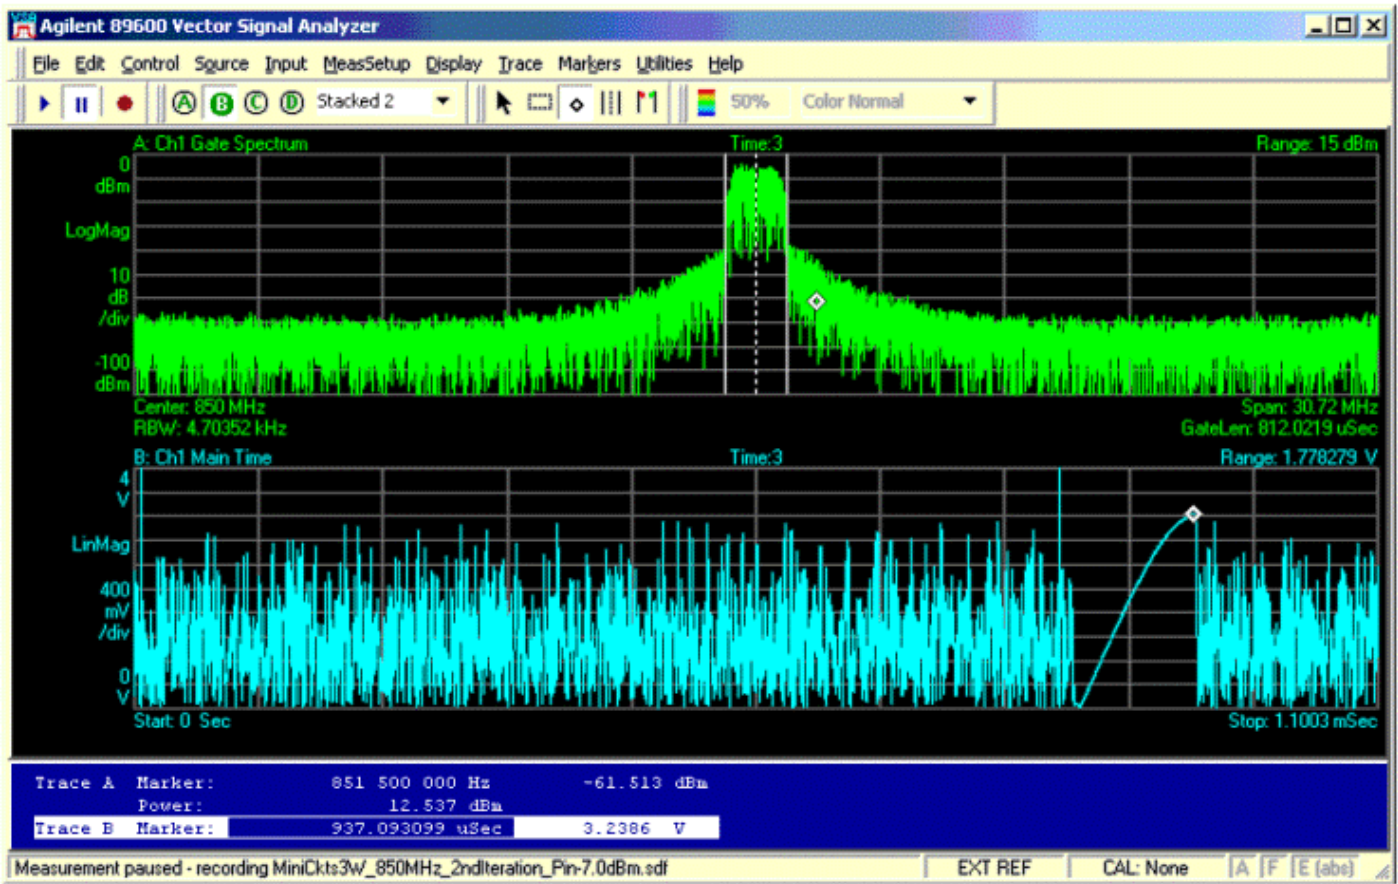 Agilent 89600 Vector Signal Analyzer
File Edit Control Source Input MeasSetup Display Trace Markers Utilities Help
A B C D Stacked 2 50% Color Normal
A: Ch1 Gate Spectrum Time:3 Range: 15 dBm
0
dBm
LogMag
10
dB
/div
-100
dBm
Center: 850 MHz Span: 30.72 MHz
RBW: 4.70352 kHz GateLen: 812.0219 uSec
B: Ch1 Main Time Time:3 Range: 1.778279 V
4
V
LinMag
400
mV
/div
0
V
Start: 0 Sec Stop: 1.1003 mSec
Trace A Marker: 851 500 000 Hz -61.513 dBm
Power: 12.537 dBm
Trace B Marker: 937.093099 uSec 3.2386 V
Measurement paused - recording MiniCkts3W_850MHz_2ndIteration_Pin-7.0dBm.sdf EXT REF CAL: None A F E (abs)